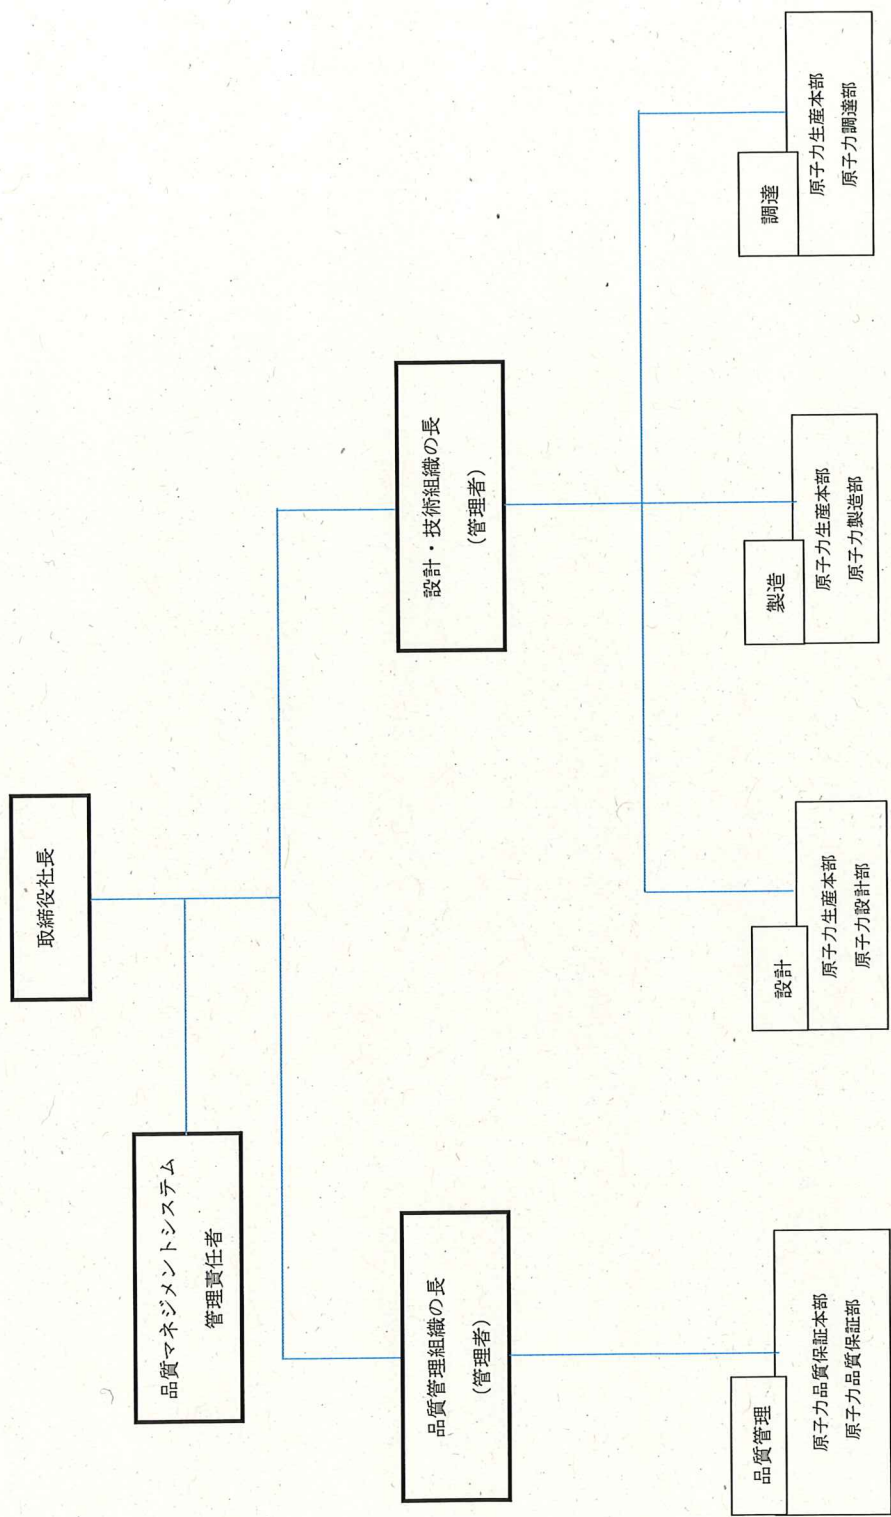 取締役社長
品質マネジメントシステム
管理責任者
品質管理組織の長
(管理者)
設計・技術組織の長
(管理者)
品質管理
原子力品質保証本部
原子力品質保証部
設計
原子力生産本部
原子力設計部
製造
原子力生産本部
原子力製造部
調達
原子力生産本部
原子力調達部